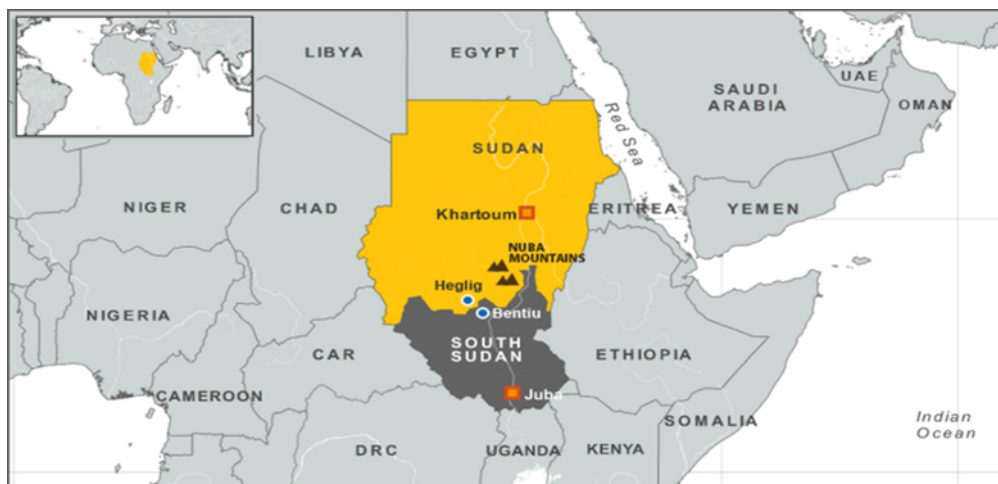 LIBYA
EGYPT
SAUDI
ARABIA
UAE
OMAN
Red Sea
SUDAN
NIGER
CHAD
Khartoum
ERITREA
YEMEN
NUBA
MOUNTAINS
Heglig
Bentiu
NIGERIA
SOUTH
SUDAN
CAR
ETHIOPIA
CAMEROON
Juba
SOMALIA
Indian
Ocean
DRC
UGANDA
KENYA